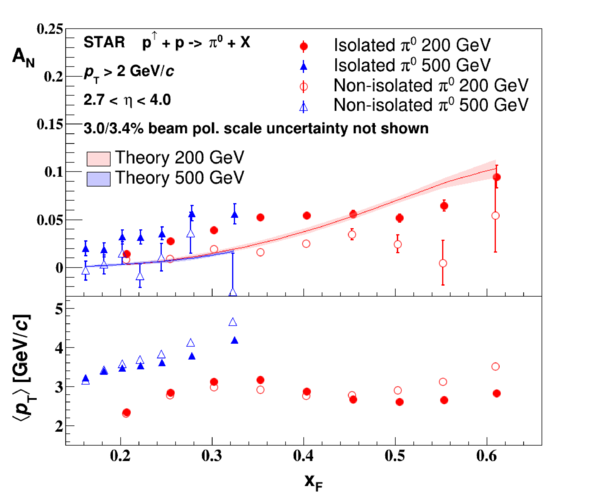 STAR p↑ + p -> π⁰ + X
p_T > 2 GeV/c
2.7 < η < 4.0
3.0/3.4% beam pol. scale uncertainty not shown
Isolated π⁰ 200 GeV
Isolated π⁰ 500 GeV
Non-isolated π⁰ 200 GeV
Non-isolated π⁰ 500 GeV
Theory 200 GeV
Theory 500 GeV
A_N
0.25
0.2
0.15
0.1
0.05
0
⟨p_T⟩ [GeV/c]
5
4
3
2
0.2 0.3 0.4 0.5 0.6
x_F